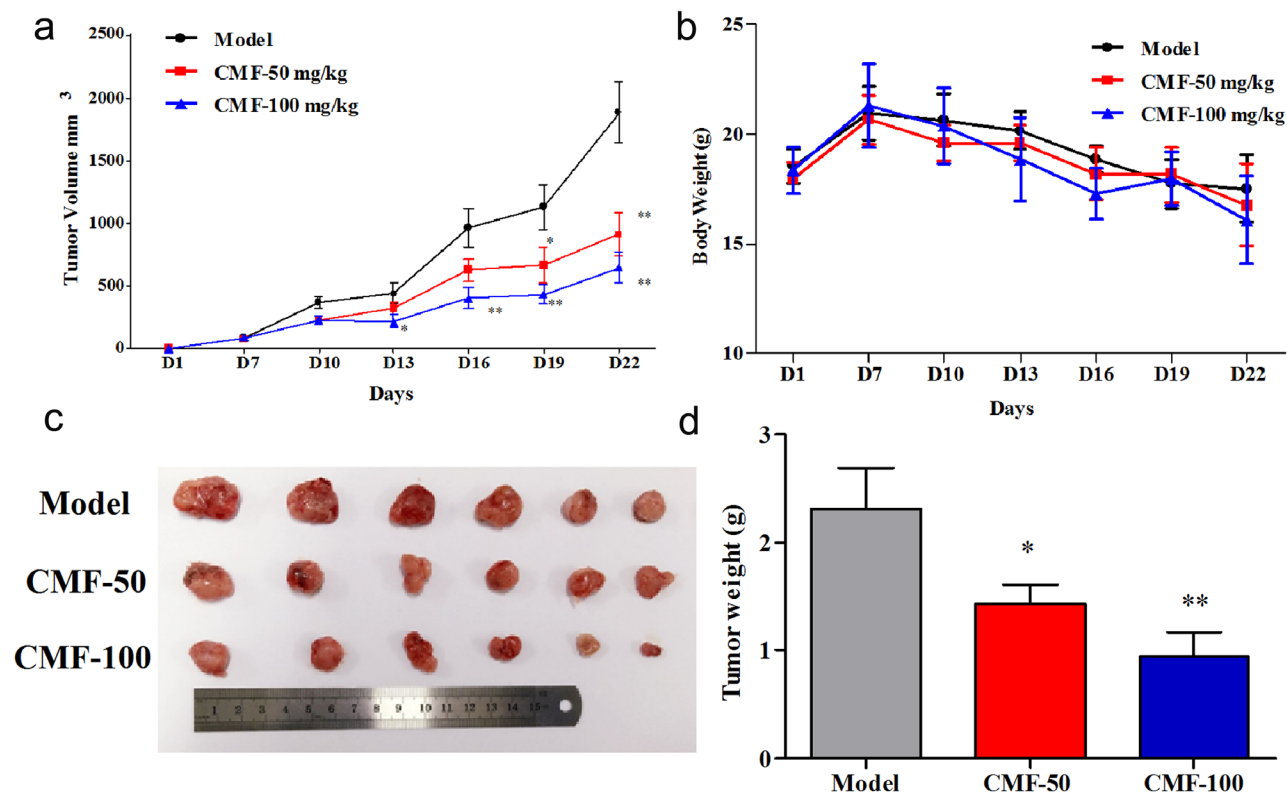 a
2500
2000
1500
1000
500
0
Tumor Volume mm 3
Model
CMF-50 mg/kg
CMF-100 mg/kg
*
**
*
**
**
**
D1 D7 D10 D13 D16 D19 D22
Days
b
25
20
15
10
Body Weight (g)
Model
CMF-50 mg/kg
CMF-100 mg/kg
D1 D7 D10 D13 D16 D19 D22
Days
c
Model
CMF-50
CMF-100
1 2 3 4 5 6 7 8 9 10 11 12 13 14 15
d
3
2
1
0
Tumor weight (g)
*
**
Model CMF-50 CMF-100